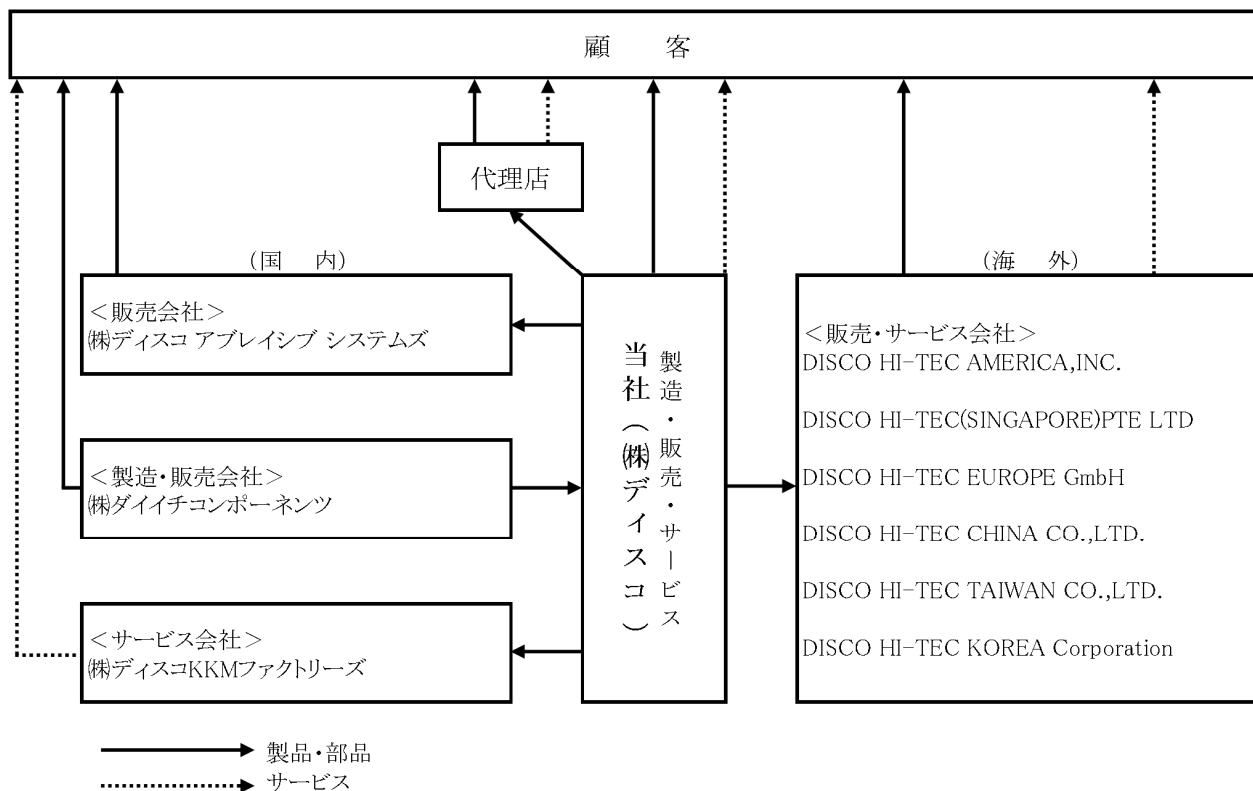 顧　客
代理店
(国　内)
(海　外)
＜販売会社＞
㈱ディスコ アブレイシブ システムズ
＜製造・販売会社＞
㈱ダイイチコンポーネンツ
＜サービス会社＞
㈱ディスコKKMファクトリーズ
当社(㈱ディスコ)
製造・販売・サービス
＜販売・サービス会社＞
DISCO HI-TEC AMERICA,INC.
DISCO HI-TEC(SINGAPORE)PTE LTD
DISCO HI-TEC EUROPE GmbH
DISCO HI-TEC CHINA CO.,LTD.
DISCO HI-TEC TAIWAN CO.,LTD.
DISCO HI-TEC KOREA Corporation
製品・部品
サービス